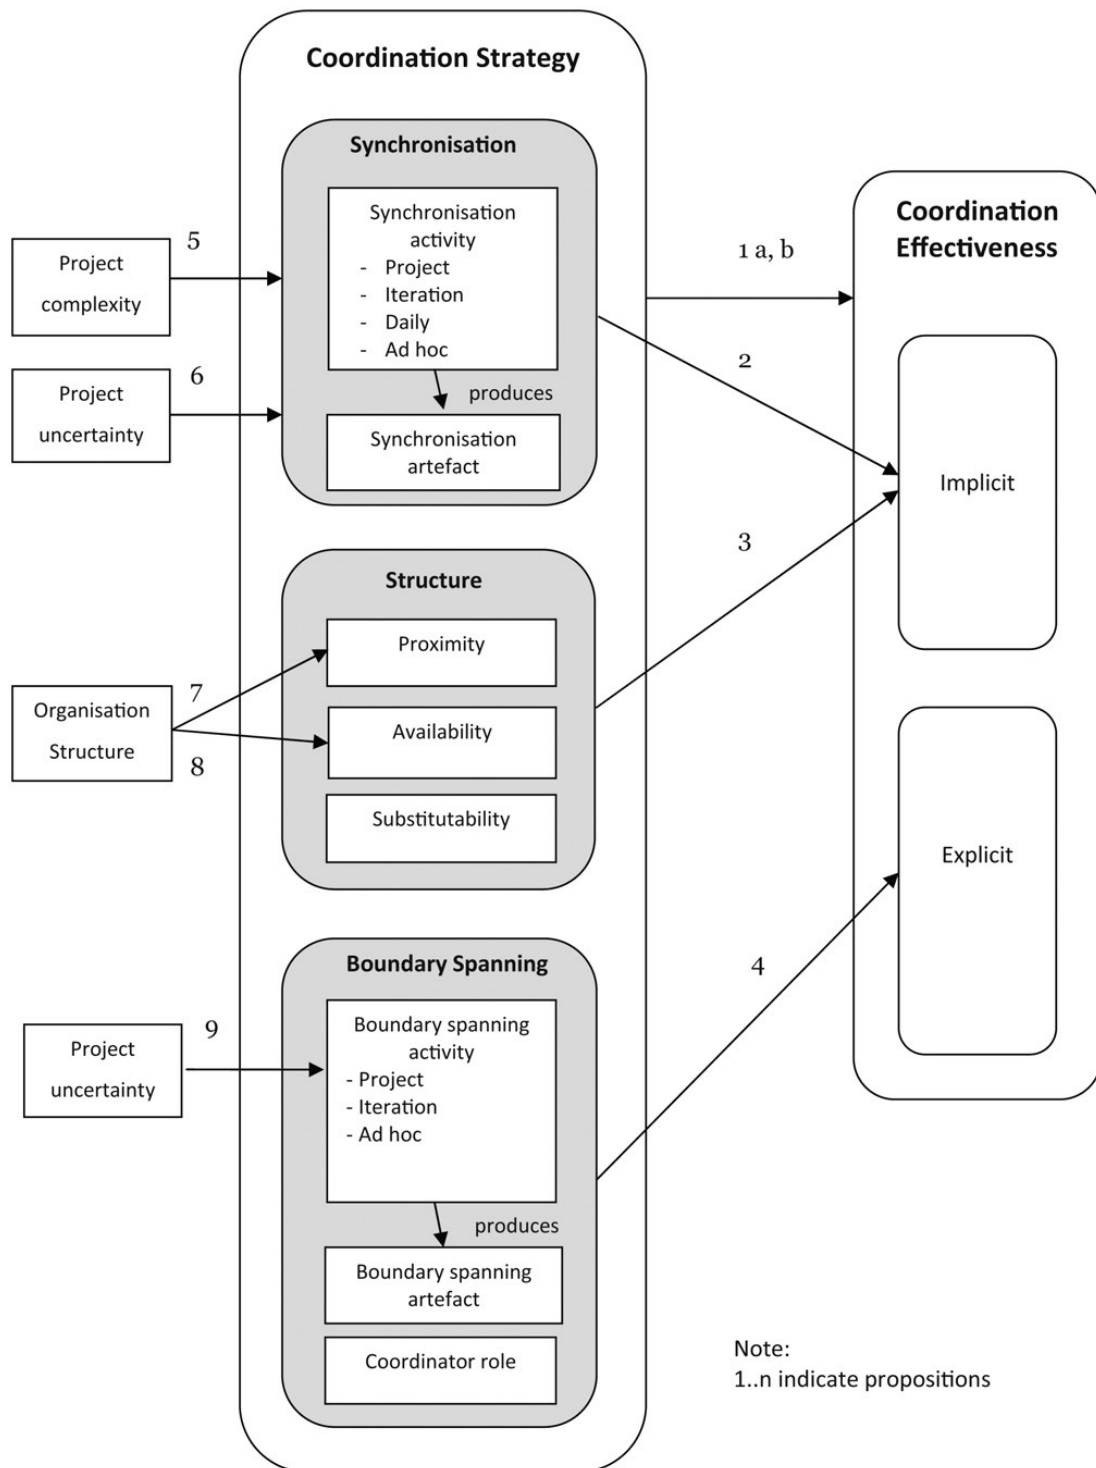 Coordination Strategy
Synchronisation
Synchronisation
activity
- Project
- Iteration
- Daily
- Ad hoc
produces
Synchronisation
artefact
5
Project
complexity
6
Project
uncertainty
Structure
Proximity
Availability
Substitutability
7
Organisation
Structure
8
Boundary Spanning
Boundary spanning
activity
- Project
- Iteration
- Ad hoc
produces
Boundary spanning
artefact
Coordinator role
9
Project
uncertainty
1 a, b
2
3
4
Coordination
Effectiveness
Implicit
Explicit
Note:
1..n indicate propositions